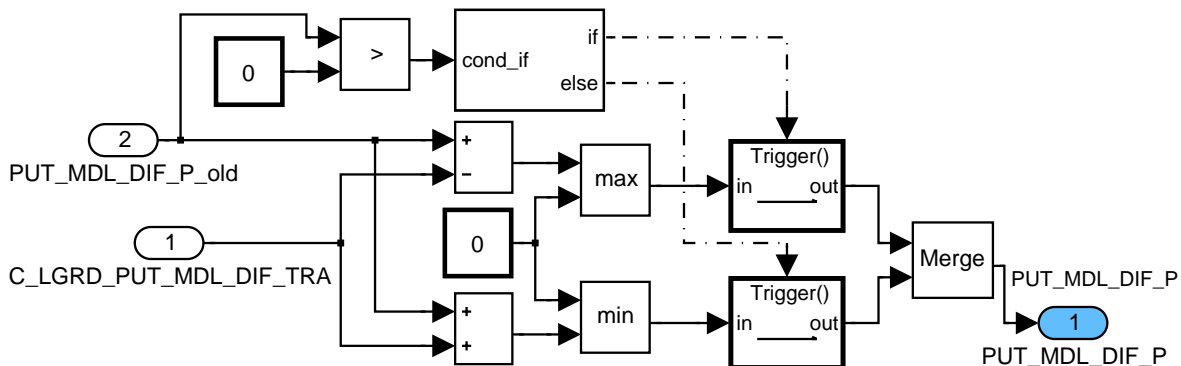 if
0
>
cond_if
else
2
PUT_MDL_DIF_P_old
+
−
max
Trigger()
in
out
1
C_LGRD_PUT_MDL_DIF_TRA
0
Merge
PUT_MDL_DIF_P
+
+
min
Trigger()
in
out
1
PUT_MDL_DIF_P